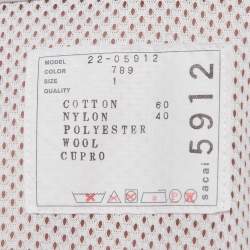 MODEL 22-05912
COLOR 789
SIZE 1
QUALITY
COTTON 60
NYLON 40
POLYESTER
WOOL
CUPRO
sacai 5912